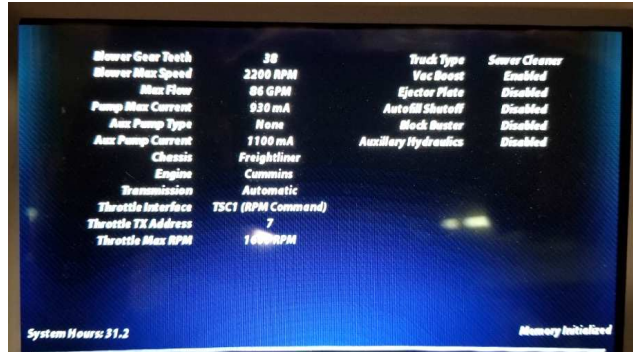 Blower Gear Teeth 38 Truck Type Sewer Cleaner
Blower Max Speed 2200 RPM Vac Boost Enabled
Max Flow 86 GPM Ejector Plate Disabled
Pump Max Current 930 mA Autofill Shutoff Disabled
Aux Pump Type None Block Buster Disabled
Aux Pump Current 1100 mA Auxillary Hydraulics Disabled
Chassis Freightliner
Engine Cummins
Transmission Automatic
Throttle Interface TSC1 (RPM Command)
Throttle TX Address 7
Throttle Max RPM RPM
System Hours: 31.2 Memory Initialized